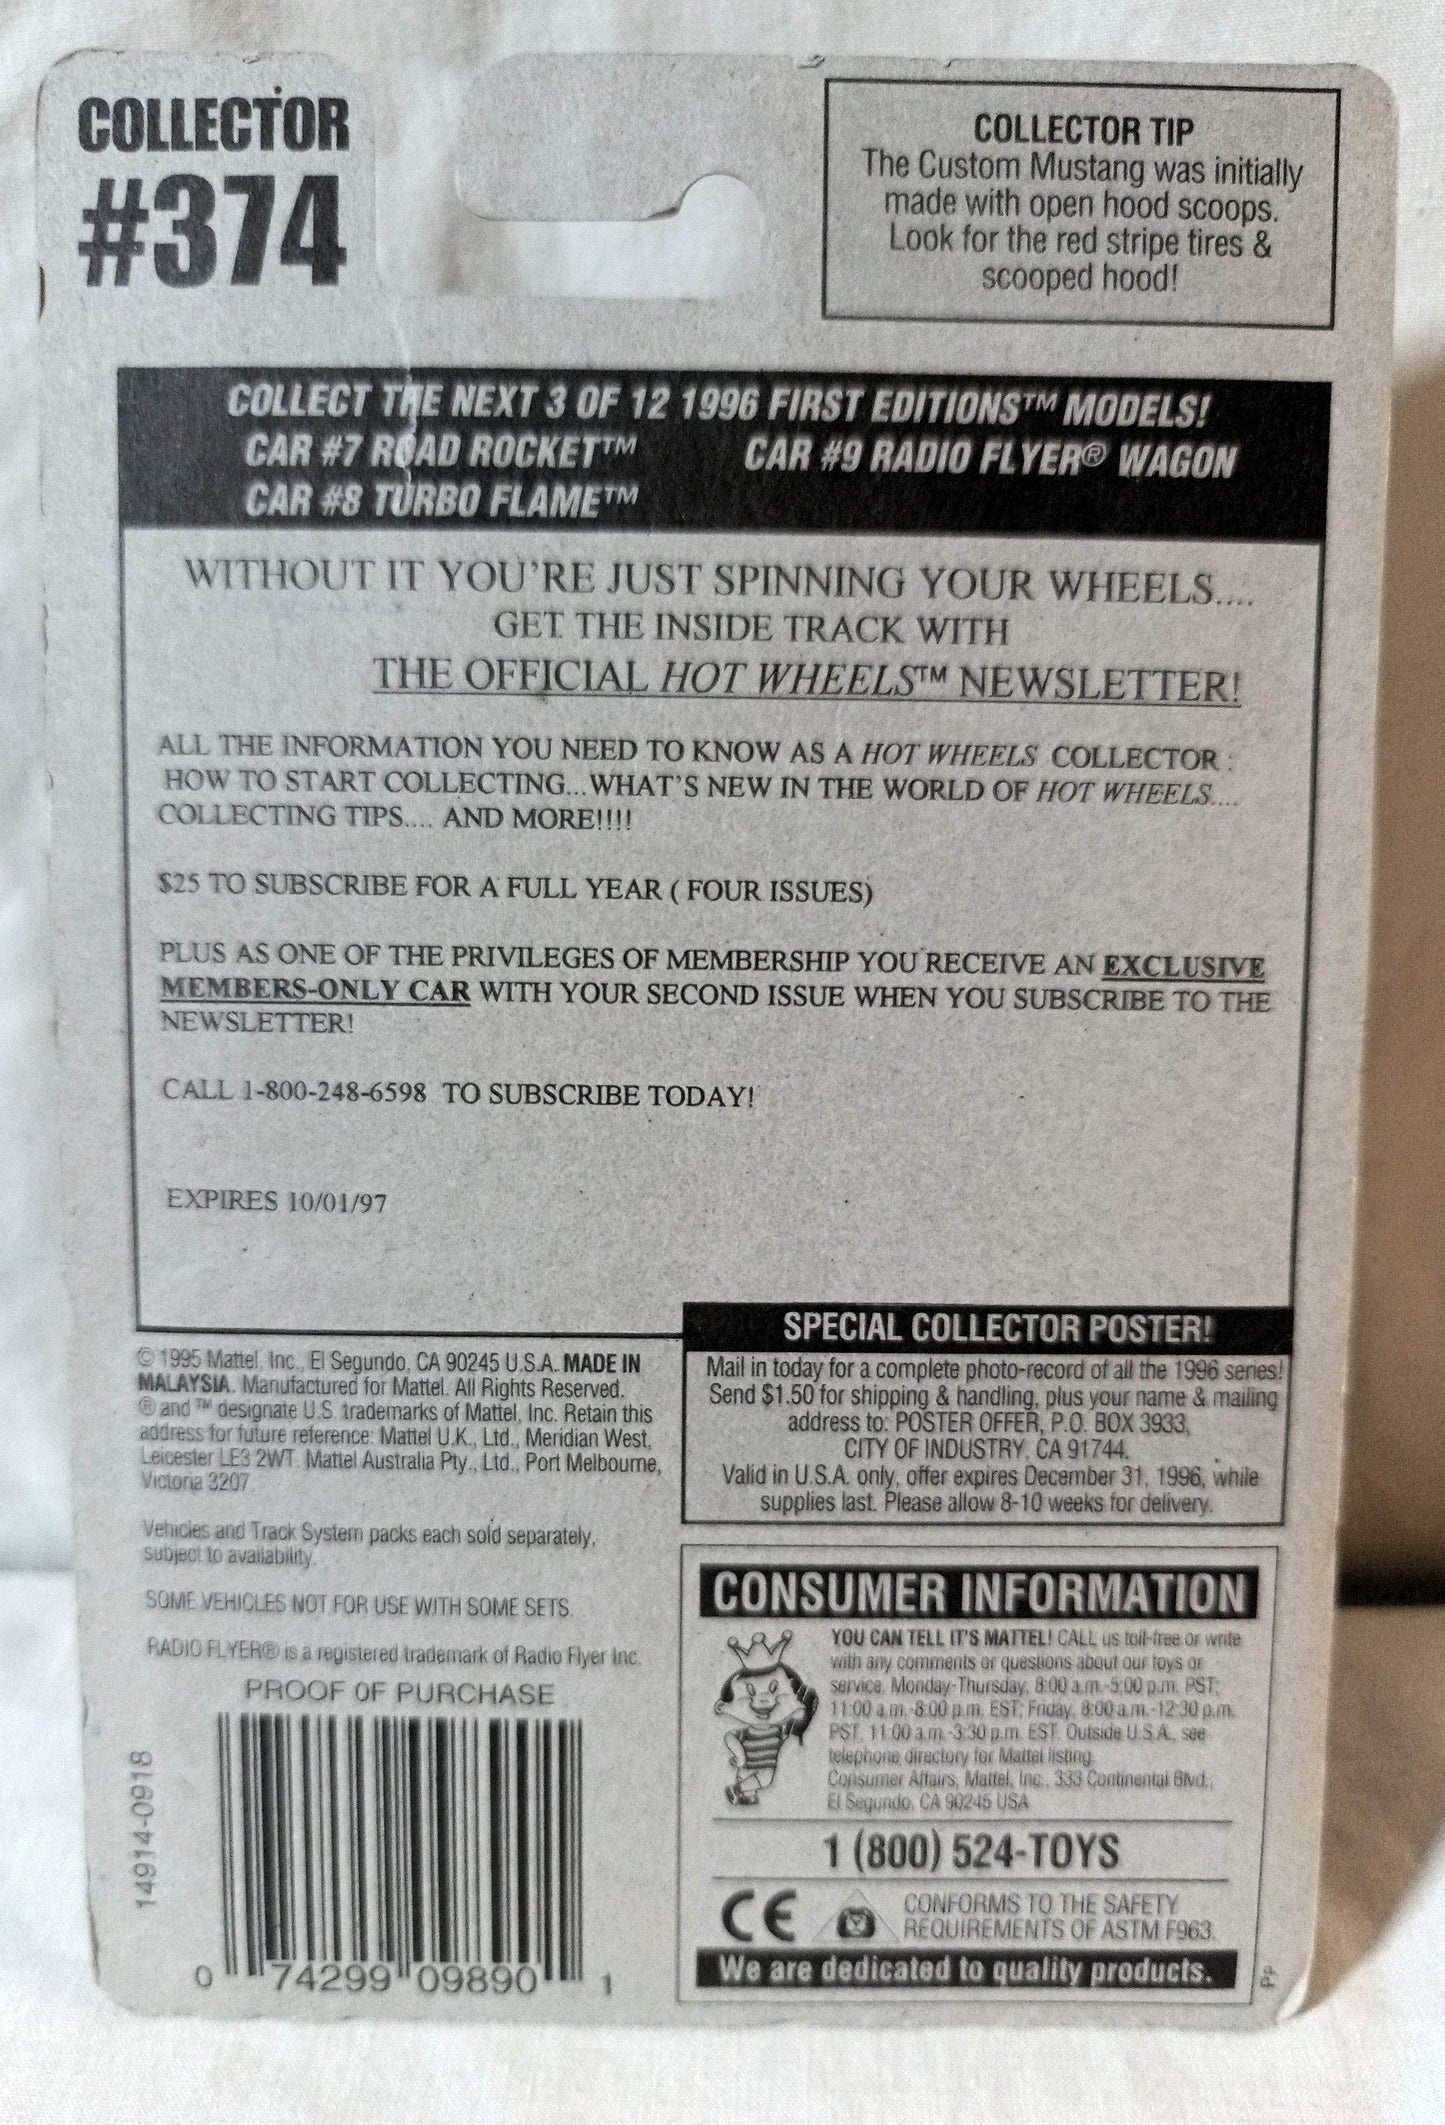 COLLECTOR
#374
COLLECTOR TIP
The Custom Mustang was initially
made with open hood scoops.
Look for the red stripe tires &
scooped hood!
COLLECT THE NEXT 3 OF 12 1996 FIRST EDITIONS™ MODELS!
CAR #7 ROAD ROCKET™
CAR #9 RADIO FLYER® WAGON
CAR #8 TURBO FLAME™
WITHOUT IT YOU'RE JUST SPINNING YOUR WHEELS....
GET THE INSIDE TRACK WITH
THE OFFICIAL HOT WHEELS™ NEWSLETTER!
ALL THE INFORMATION YOU NEED TO KNOW AS A HOT WHEELS COLLECTOR :
HOW TO START COLLECTING...WHAT'S NEW IN THE WORLD OF HOT WHEELS....
COLLECTING TIPS.... AND MORE!!!!
$25 TO SUBSCRIBE FOR A FULL YEAR ( FOUR ISSUES)
PLUS AS ONE OF THE PRIVILEGES OF MEMBERSHIP YOU RECEIVE AN EXCLUSIVE
MEMBERS-ONLY CAR WITH YOUR SECOND ISSUE WHEN YOU SUBSCRIBE TO THE
NEWSLETTER!
CALL 1-800-248-6598 TO SUBSCRIBE TODAY!
EXPIRES 10/01/97
© 1995 Mattel, Inc., El Segundo, CA 90245 U.S.A. MADE IN
MALAYSIA. Manufactured for Mattel. All Rights Reserved.
® and ™ designate U.S. trademarks of Mattel, Inc. Retain this
address for future reference: Mattel U.K., Ltd., Meridian West,
Leicester LE3 2WT. Mattel Australia Pty., Ltd., Port Melbourne,
Victoria 3207.
Vehicles and Track System packs each sold separately,
subject to availability.
SOME VEHICLES NOT FOR USE WITH SOME SETS.
RADIO FLYER® is a registered trademark of Radio Flyer Inc.
PROOF OF PURCHASE
14914-0918
0 74299 09890 1
SPECIAL COLLECTOR POSTER!
Mail in today for a complete photo-record of all the 1996 series!
Send $1.50 for shipping & handling, plus your name & mailing
address to: POSTER OFFER, P.O. BOX 3933,
CITY OF INDUSTRY, CA 91744.
Valid in U.S.A. only, offer expires December 31, 1996, while
supplies last. Please allow 8-10 weeks for delivery.
CONSUMER INFORMATION
YOU CAN TELL IT'S MATTEL! CALL us toll-free or write
with any comments or questions about our toys or
service, Monday-Thursday, 8:00 a.m.-5:00 p.m. PST;
11:00 a.m.-8:00 p.m. EST; Friday, 8:00 a.m.-12:30 p.m.
PST, 11:00 a.m.-3:30 p.m. EST. Outside U.S.A., see
telephone directory for Mattel listing.
Consumer Affairs, Mattel, Inc., 333 Continental Blvd.,
El Segundo, CA 90245 USA
1 (800) 524-TOYS
CE
CONFORMS TO THE SAFETY
REQUIREMENTS OF ASTM F963.
We are dedicated to quality products.
Pp